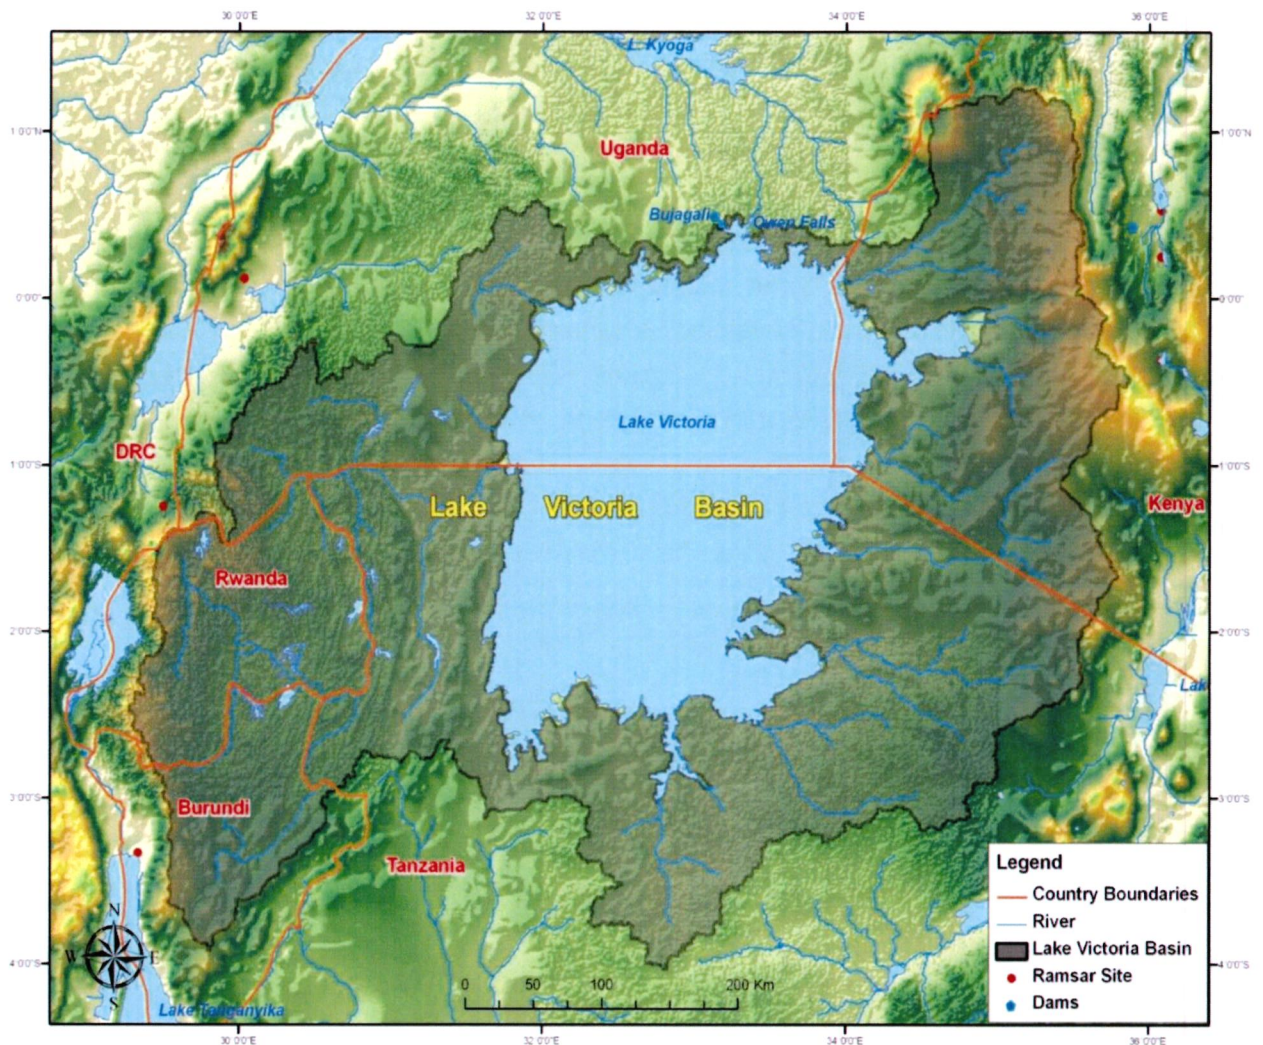 30°0'0"E 32°0'0"E 34°0'0"E 36°0'0"E
L. Kyoga
1°0'0"N 1°0'0"N
Uganda
Bujagali Owen Falls
0°0'0" 0°0'0"
Lake Victoria
DRC
1°0'0"S 1°0'0"S
Lake Victoria Basin
Kenya
Rwanda
2°0'0"S 2°0'0"S
Lak
3°0'0"S 3°0'0"S
Burundi
Tanzania
Legend
Country Boundaries
River
Lake Victoria Basin
Ramsar Site
Dams
N
W E
S
4°0'0"S 4°0'0"S
0 50 100 200 Km
Lake Tanganyika
30°0'0"E 32°0'0"E 34°0'0"E 36°0'0"E